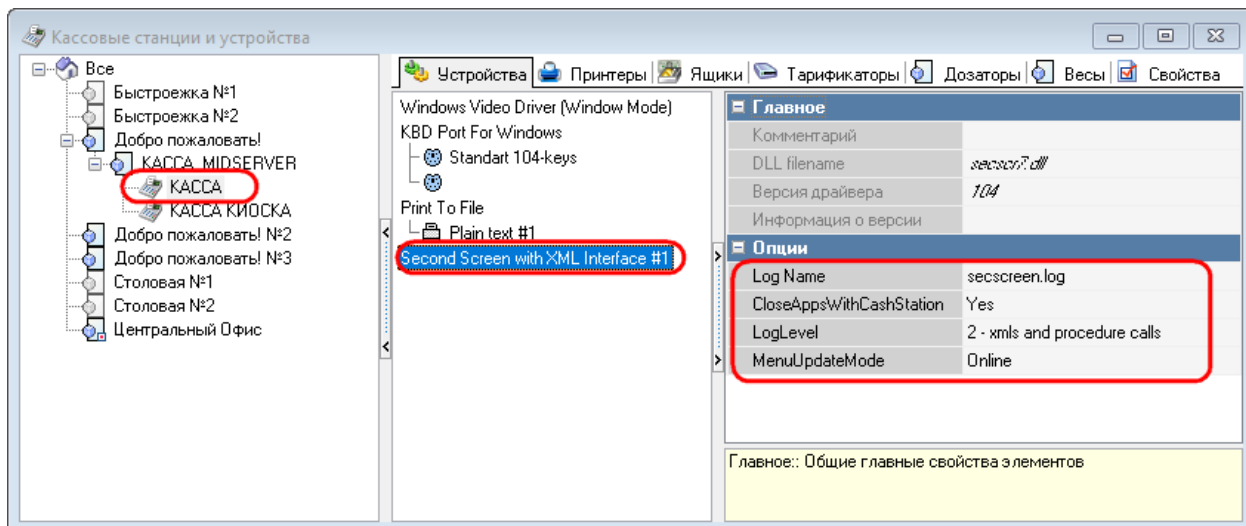 Кассовые станции и устройства
Все
Быстроежка №1
Быстроежка №2
Добро пожаловать!
КАССА_MIDSERVER
КАССА
КАССА КИОСКА
Добро пожаловать! №2
Добро пожаловать! №3
Столовая №1
Столовая №2
Центральный Офис
Устройства Принтеры Ящики Тарификаторы Дозаторы Весы Свойства
Windows Video Driver (Window Mode)
KBD Port For Windows
Standart 104-keys
Print To File
Plain text #1
Second Screen with XML Interface #1
Главное
Комментарий
DLL filename secscr7.dll
Версия драйвера 104
Информация о версии
Опции
Log Name secscreen.log
CloseAppsWithCashStation Yes
LogLevel 2 - xmls and procedure calls
MenuUpdateMode Online
Главное:: Общие главные свойства элементов